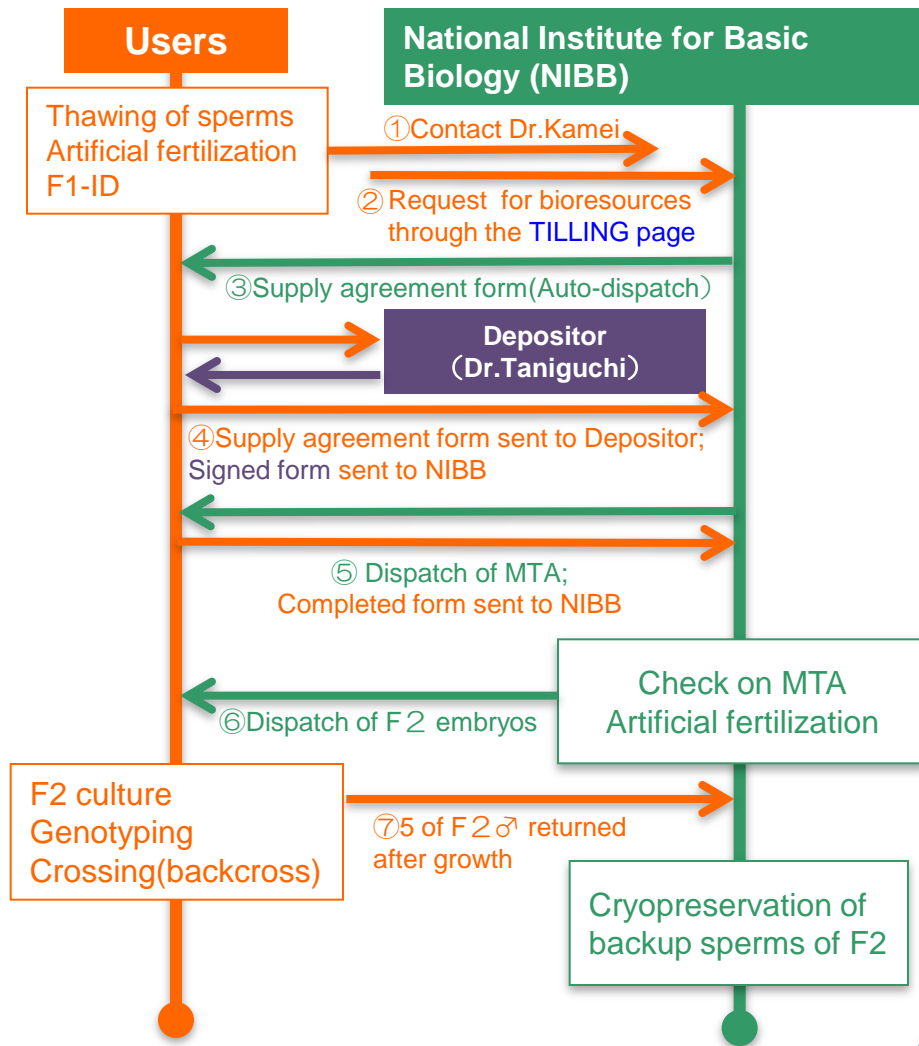 Users
National Institute for Basic
Biology (NIBB)
Thawing of sperms
Artificial fertilization
F1-ID
①Contact Dr.Kamei
② Request for bioresources
through the TILLING page
③Supply agreement form(Auto-dispatch）
Depositor
（Dr.Taniguchi）
④Supply agreement form sent to Depositor;
Signed form sent to NIBB
⑤ Dispatch of MTA;
Completed form sent to NIBB
Check on MTA
Artificial fertilization
⑥Dispatch of F２ embryos
F2 culture
Genotyping
Crossing(backcross)
⑦5 of F２♂ returned
after growth
Cryopreservation of
backup sperms of F2